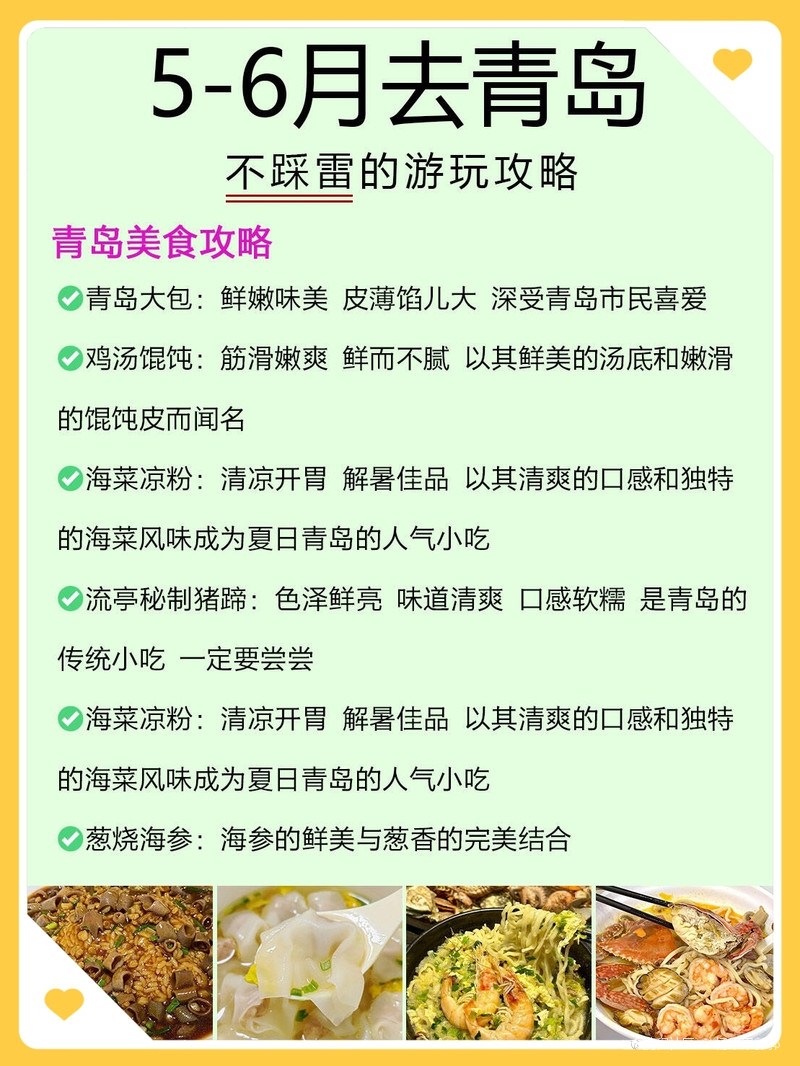 5-6月去青岛
不踩雷的游玩攻略
青岛美食攻略
青岛大包：鲜嫩味美 皮薄馅儿大 深受青岛市民喜爱
鸡汤馄饨：筋滑嫩爽 鲜而不腻 以其鲜美的汤底和嫩滑
的馄饨皮而闻名
海菜凉粉：清凉开胃 解暑佳品 以其清爽的口感和独特
的海菜风味成为夏日青岛的人气小吃
流亭秘制猪蹄：色泽鲜亮 味道清爽 口感软糯 是青岛的
传统小吃 一定要尝尝
海菜凉粉：清凉开胃 解暑佳品 以其清爽的口感和独特
的海菜风味成为夏日青岛的人气小吃
葱烧海参：海参的鲜美与葱香的完美结合